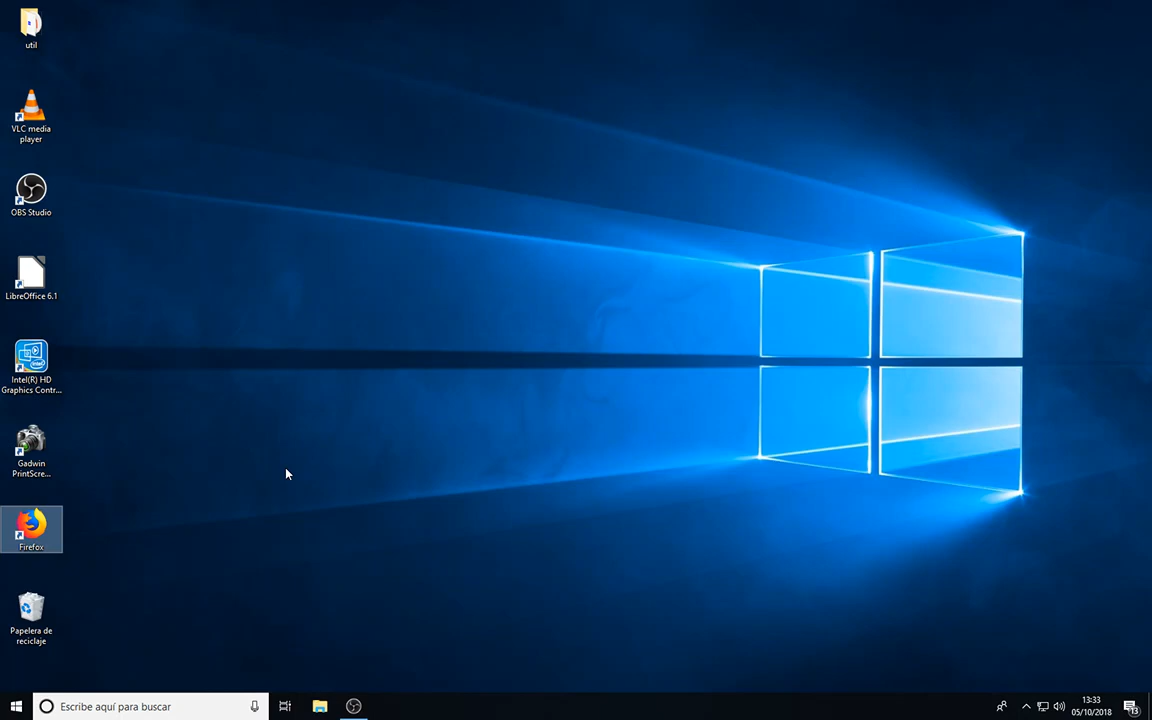 util
VLC media
player
OBS Studio
LibreOffice 6.1
Intel(R) HD
Graphics Contr...
Gadwin
PrintScre...
Firefox
Papelera de
reciclaje
Escribe aquí para buscar
13:33
05/10/2018
13